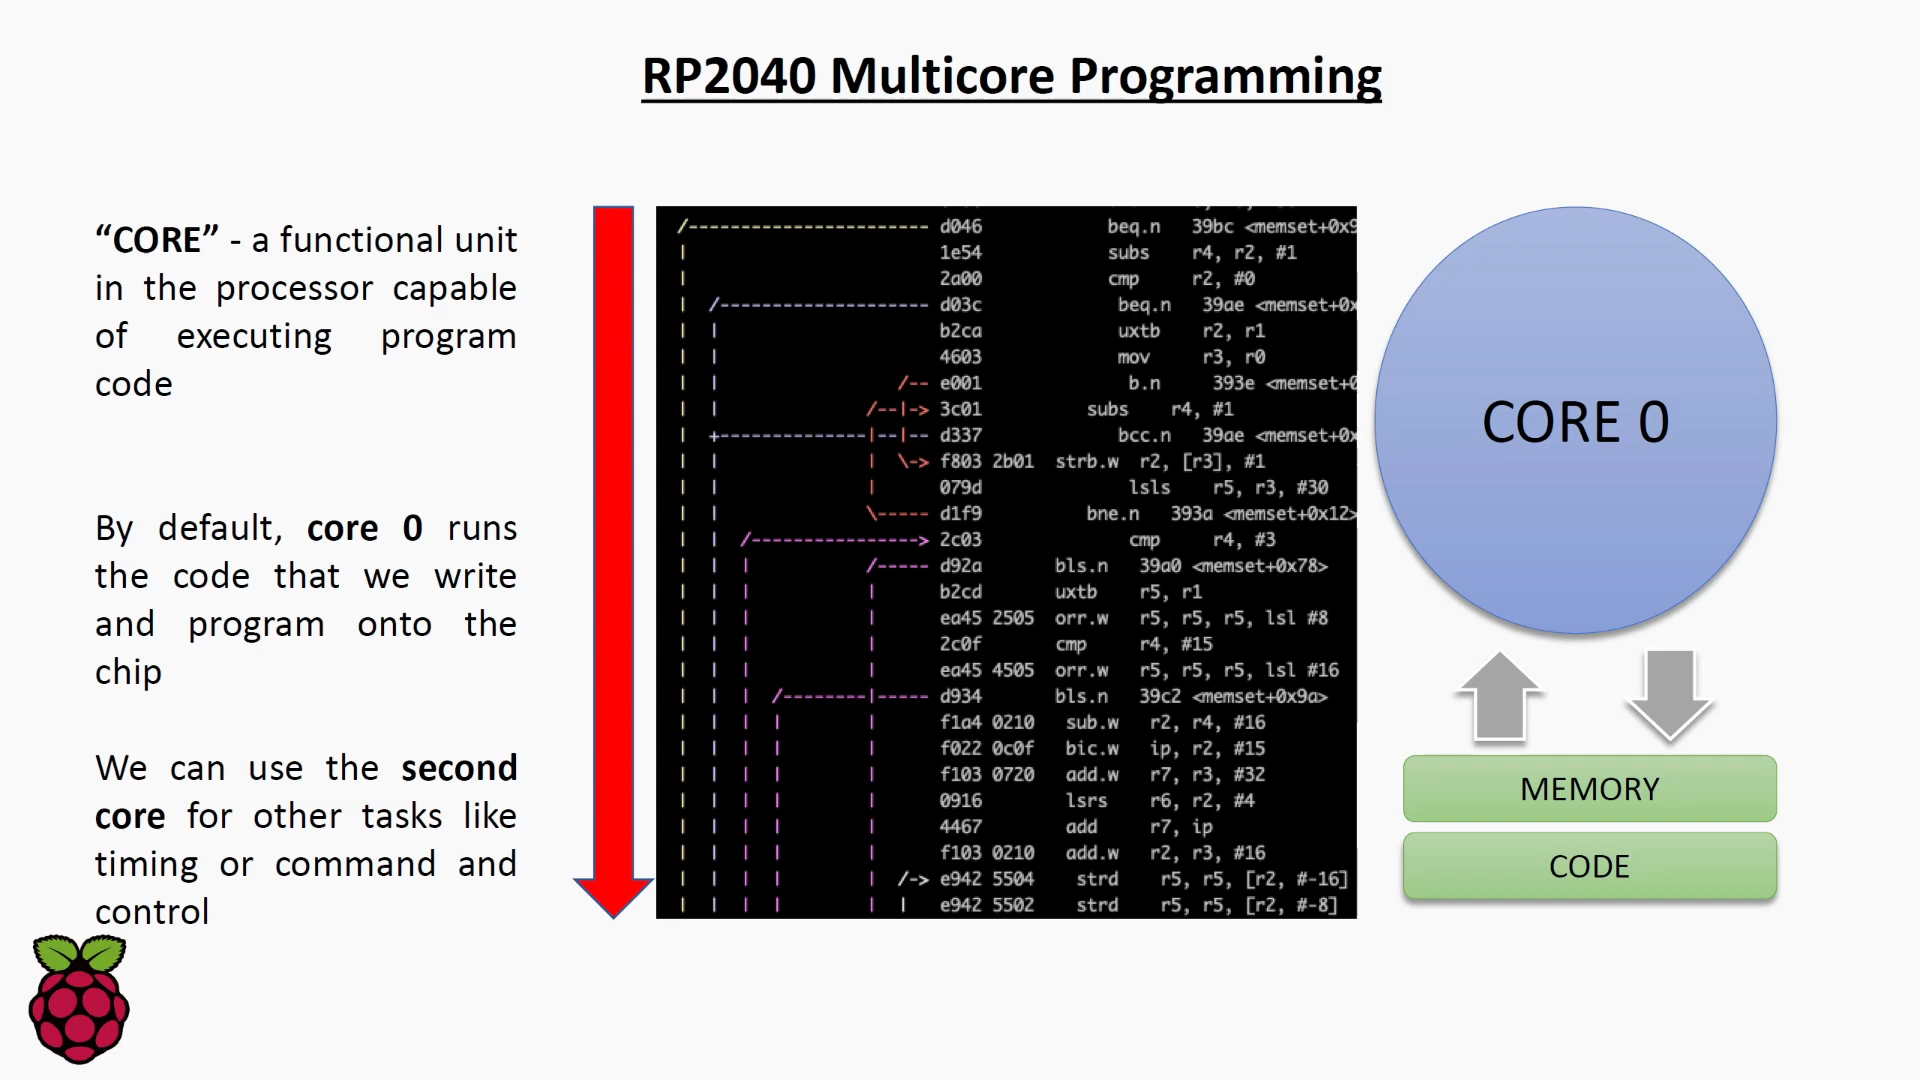 RP2040 Multicore Programming
“CORE” - a functional unit
in the processor capable
of executing program
code
By default, core 0 runs
the code that we write
and program onto the
chip
We can use the second
core for other tasks like
timing or command and
control
d046 beq.n 39bc <memset+0x9
1e54 subs r4, r2, #1
2a00 cmp r2, #0
d03c beq.n 39ae <memset+0x
b2ca uxtb r2, r1
4603 mov r3, r0
e001 b.n 393e <memset+0
3c01 subs r4, #1
d337 bcc.n 39ae <memset+0x
f803 2b01 strb.w r2, [r3], #1
079d lsls r5, r3, #30
d1f9 bne.n 393a <memset+0x12>
2c03 cmp r4, #3
d92a bls.n 39a0 <memset+0x78>
b2cd uxtb r5, r1
ea45 2505 orr.w r5, r5, r5, lsl #8
2c0f cmp r4, #15
ea45 4505 orr.w r5, r5, r5, lsl #16
d934 bls.n 39c2 <memset+0x9a>
f1a4 0210 sub.w r2, r4, #16
f022 0c0f bic.w ip, r2, #15
f103 0720 add.w r7, r3, #32
0916 lsrs r6, r2, #4
4467 add r7, ip
f103 0210 add.w r2, r3, #16
e942 5504 strd r5, r5, [r2, #-16]
e942 5502 strd r5, r5, [r2, #-8]
CORE 0
MEMORY
CODE